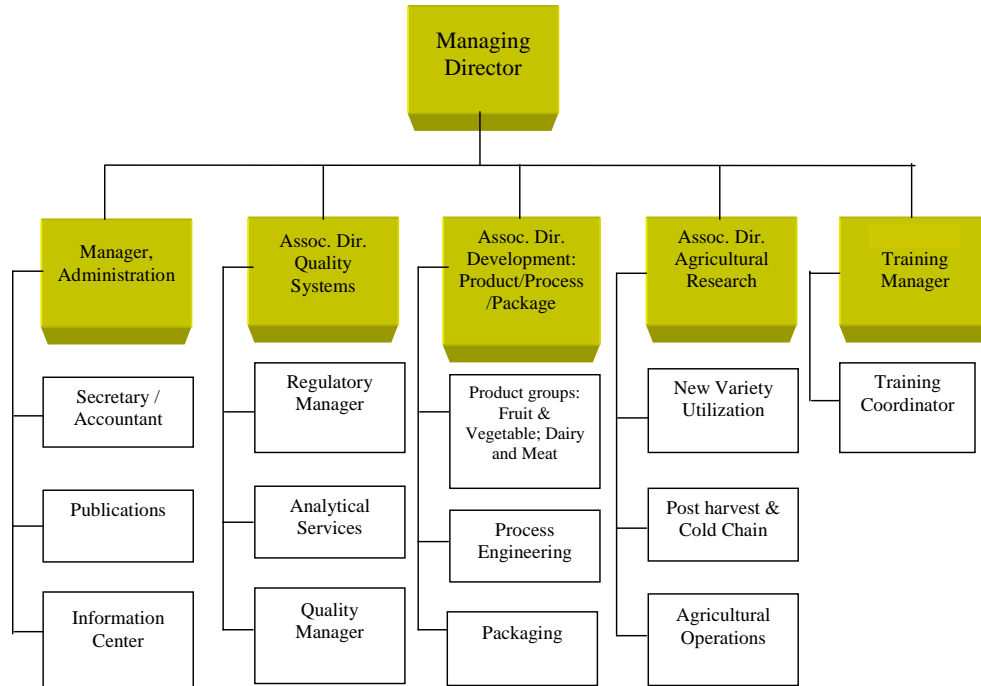 Managing
Director
Manager,
Administration
Assoc. Dir.
Quality
Systems
Assoc. Dir.
Development:
Product/Process
/Package
Assoc. Dir.
Agricultural
Research
Training
Manager
Secretary /
Accountant
Regulatory
Manager
Product groups:
Fruit &
Vegetable; Dairy
and Meat
New Variety
Utilization
Training
Coordinator
Publications
Analytical
Services
Process
Engineering
Post harvest &
Cold Chain
Information
Center
Quality
Manager
Packaging
Agricultural
Operations